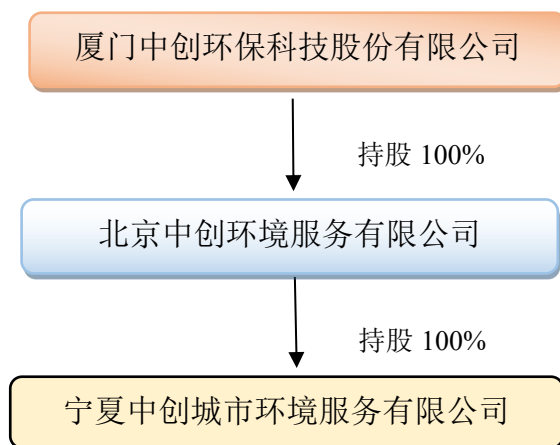 厦门中创环保科技股份有限公司
持股 100%
北京中创环境服务有限公司
持股 100%
宁夏中创城市环境服务有限公司